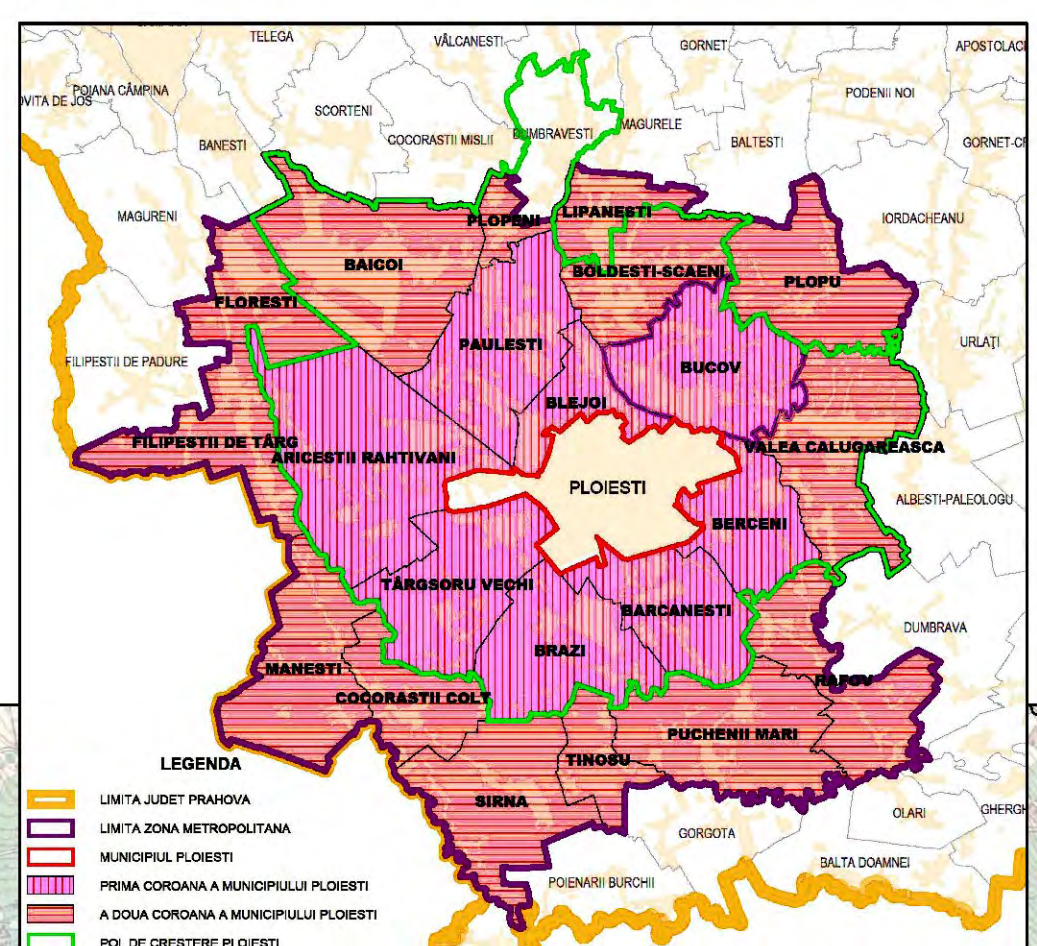 TELEGA
VÂLCANESTI
GORNET
POIANA CÂMPINA
OVITA DE JOS
SCORTENI
PODENII NOI
BANESTI
COCORASTII MISLII
DUMBRAVESTI
MAGURELE
BALTESTI
MAGURENI
PLOPENI
LIPANESTI
IORDACHEANU
BAICOI
BOLDESTI-SCAENI
PLOPU
FLORESTI
FILIPESTII DE PADURE
PAULESTI
BUCOV
URLAȚI
BLEJOI
FILIPESTII DE TÂRG
ARICESTII RAHTIVANI
VALEA CALUGAREASCA
PLOIESTI
ALBESTI-PALEOLOGU
BERCENI
TÂRGSORU VECHI
BARCANESTI
DUMBRAVA
BRAZI
MANESTI
RAFOV
COCORASTII COLT
PUCHENII MARI
TINOSU
SIRNA
OLARI
GORGOTA
BALTA DOAMNEI
POIENARII BURCHII
LEGENDA
LIMITA JUDET PRAHOVA
LIMITA ZONA METROPOLITANA
MUNICIPIUL PLOIESTI
PRIMA COROANA A MUNICIPIULUI PLOIESTI
A DOUA COROANA A MUNICIPIULUI PLOIESTI
POL DE CRESTERE PLOIESTI